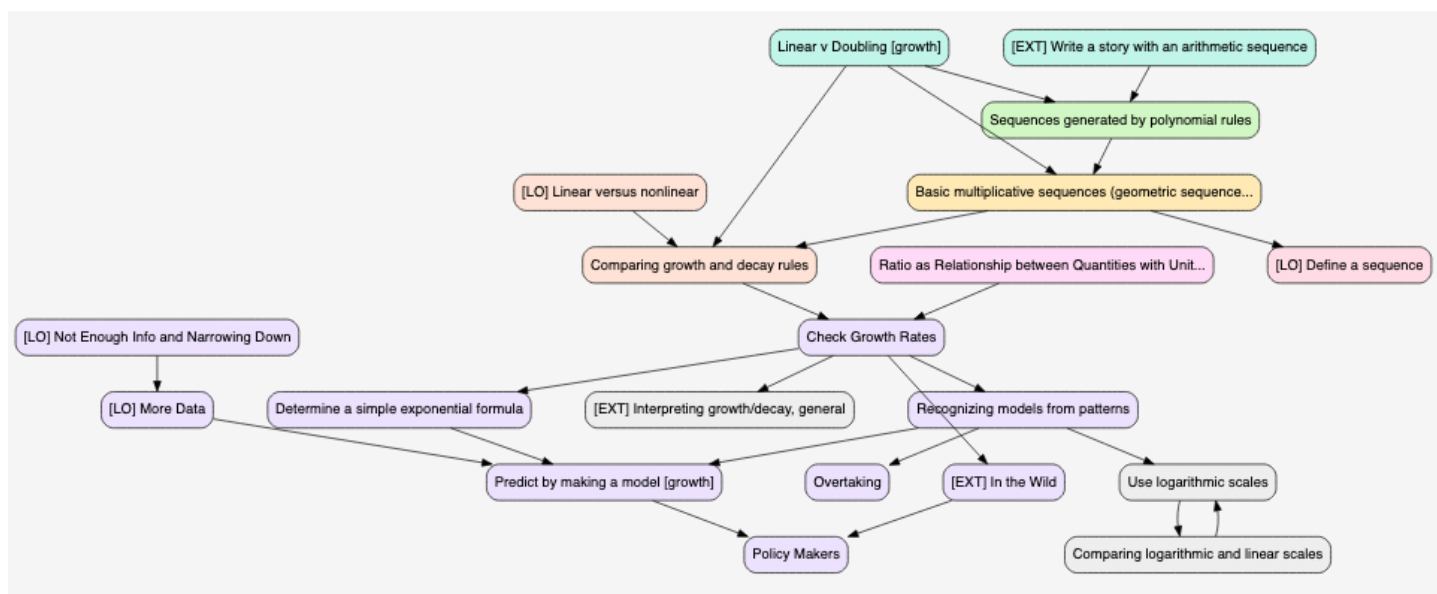 Linear v Doubling [growth]
[EXT] Write a story with an arithmetic sequence
Sequences generated by polynomial rules
[LO] Linear versus nonlinear
Basic multiplicative sequences (geometric sequence...
Comparing growth and decay rules
Ratio as Relationship between Quantities with Unit...
[LO] Define a sequence
[LO] Not Enough Info and Narrowing Down
Check Growth Rates
[LO] More Data
Determine a simple exponential formula
[EXT] Interpreting growth/decay, general
Recognizing models from patterns
Predict by making a model [growth]
Overtaking
[EXT] In the Wild
Use logarithmic scales
Policy Makers
Comparing logarithmic and linear scales